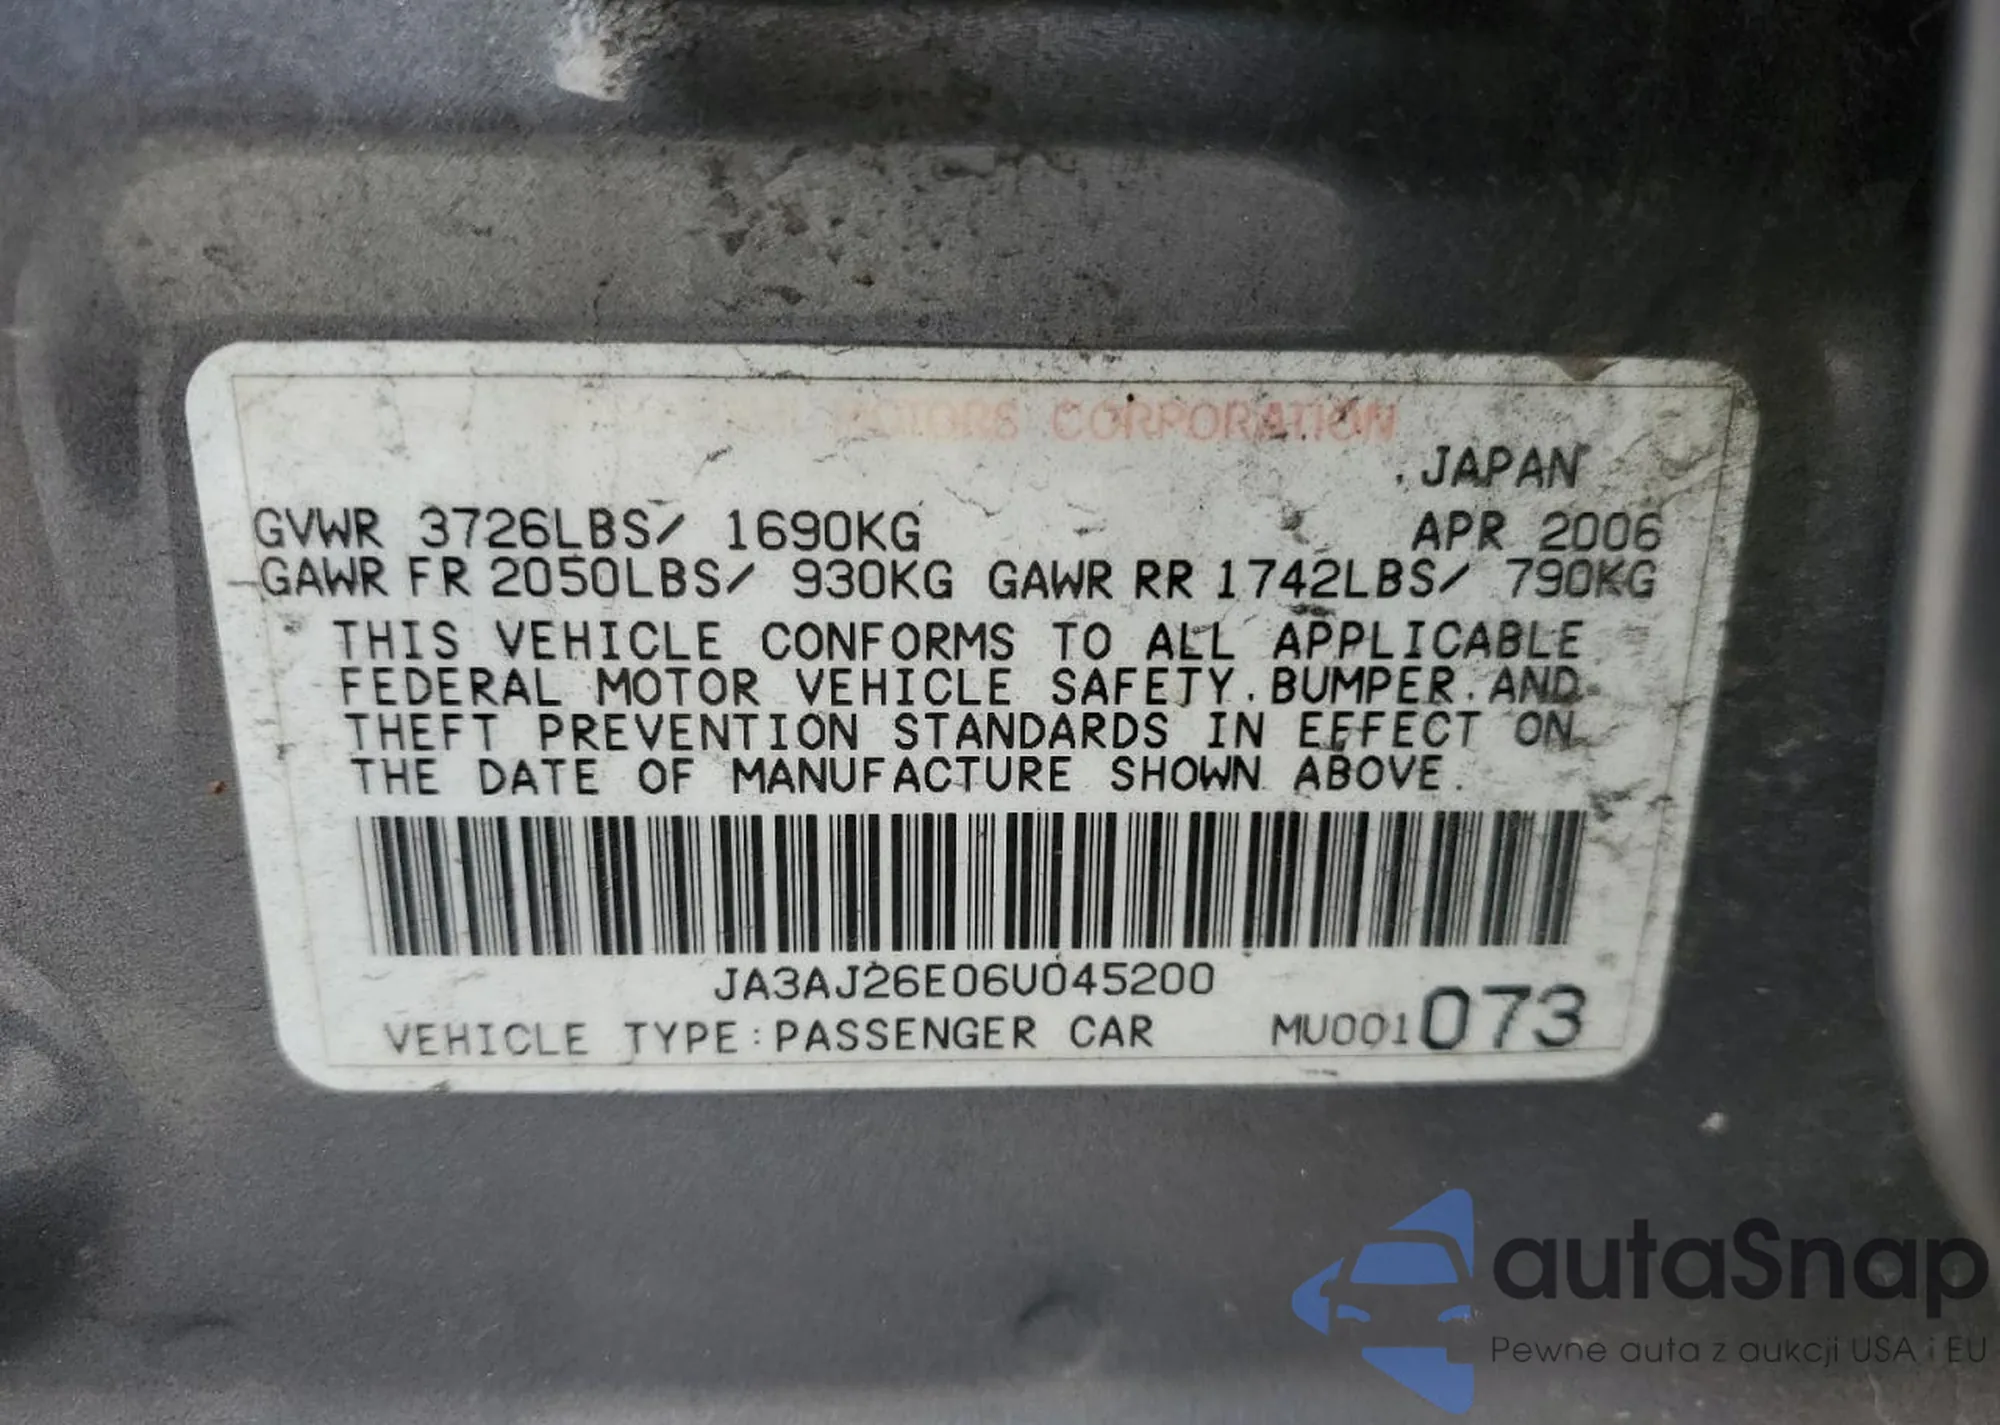 MOTORS CORPORATION
JAPAN
GVWR 3726LBS/ 1690KG APR 2006
GAWR FR 2050LBS/ 930KG GAWR RR 1742LBS/ 790KG
THIS VEHICLE CONFORMS TO ALL APPLICABLE
FEDERAL MOTOR VEHICLE SAFETY, BUMPER, AND
THEFT PREVENTION STANDARDS IN EFFECT ON
THE DATE OF MANUFACTURE SHOWN ABOVE.
JA3AJ26E06U045200
VEHICLE TYPE:PASSENGER CAR MU001073
autoSnap
Pewne auta z aukcji USA i EU